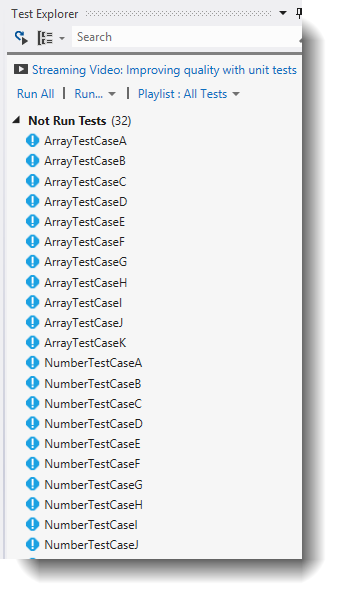 Test Explorer
Search
Streaming Video: Improving quality with unit tests
Run All | Run... Playlist : All Tests
Not Run Tests (32)
ArrayTestCaseA
ArrayTestCaseB
ArrayTestCaseC
ArrayTestCaseD
ArrayTestCaseE
ArrayTestCaseF
ArrayTestCaseG
ArrayTestCaseH
ArrayTestCaseI
ArrayTestCaseJ
ArrayTestCaseK
NumberTestCaseA
NumberTestCaseB
NumberTestCaseC
NumberTestCaseD
NumberTestCaseE
NumberTestCaseF
NumberTestCaseG
NumberTestCaseH
NumberTestCaseI
NumberTestCaseJ